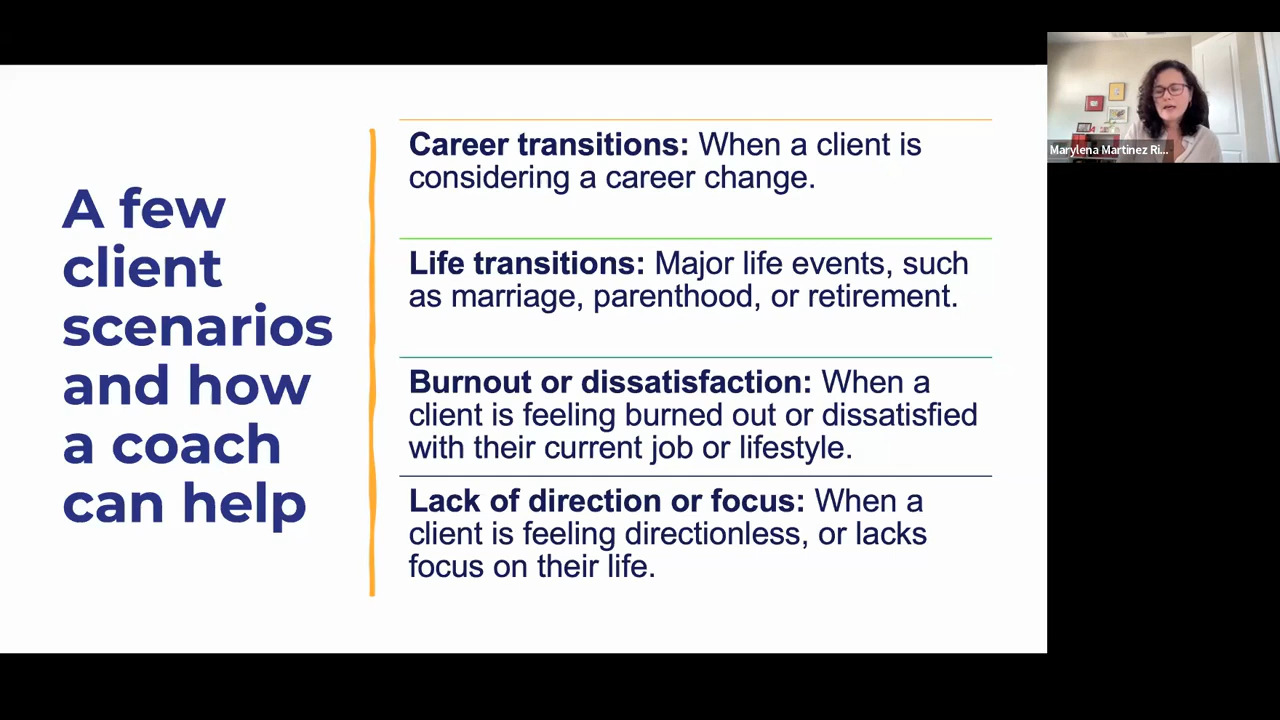 A few
client
scenarios
and how
a coach
can help
Career transitions: When a client is
considering a career change.
Life transitions: Major life events, such
as marriage, parenthood, or retirement.
Burnout or dissatisfaction: When a
client is feeling burned out or dissatisfied
with their current job or lifestyle.
Lack of direction or focus: When a
client is feeling directionless, or lacks
focus on their life.
Marylena Martinez Ri...